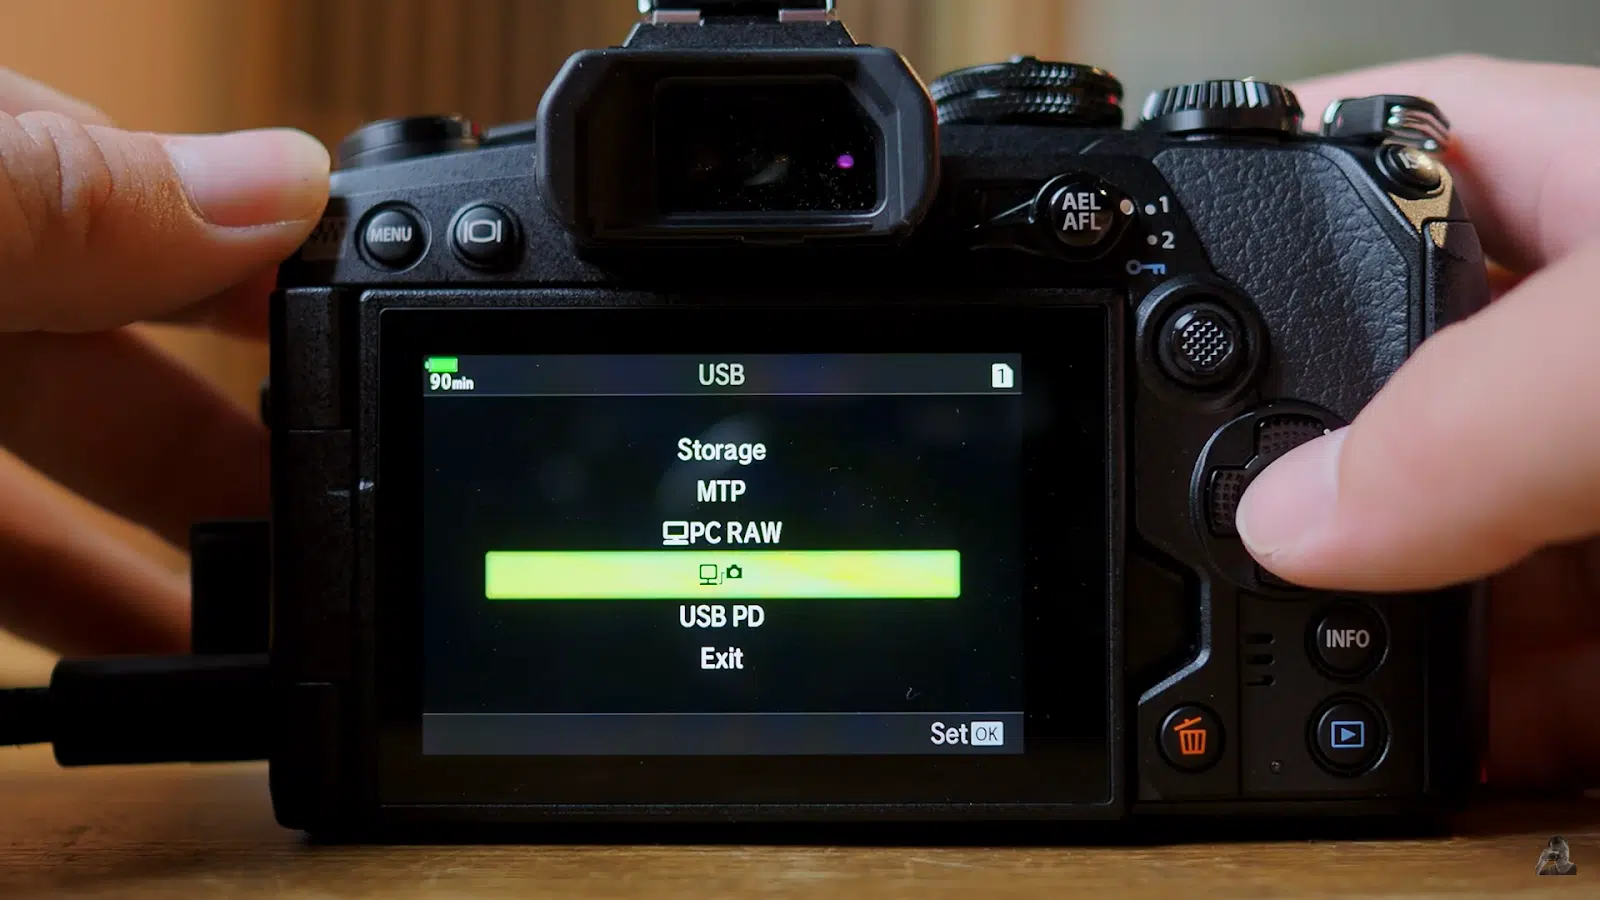 MENU
AEL
AFL
1
2
90min
USB
1
Storage
MTP
PC RAW
USB PD
Exit
Set OK
INFO